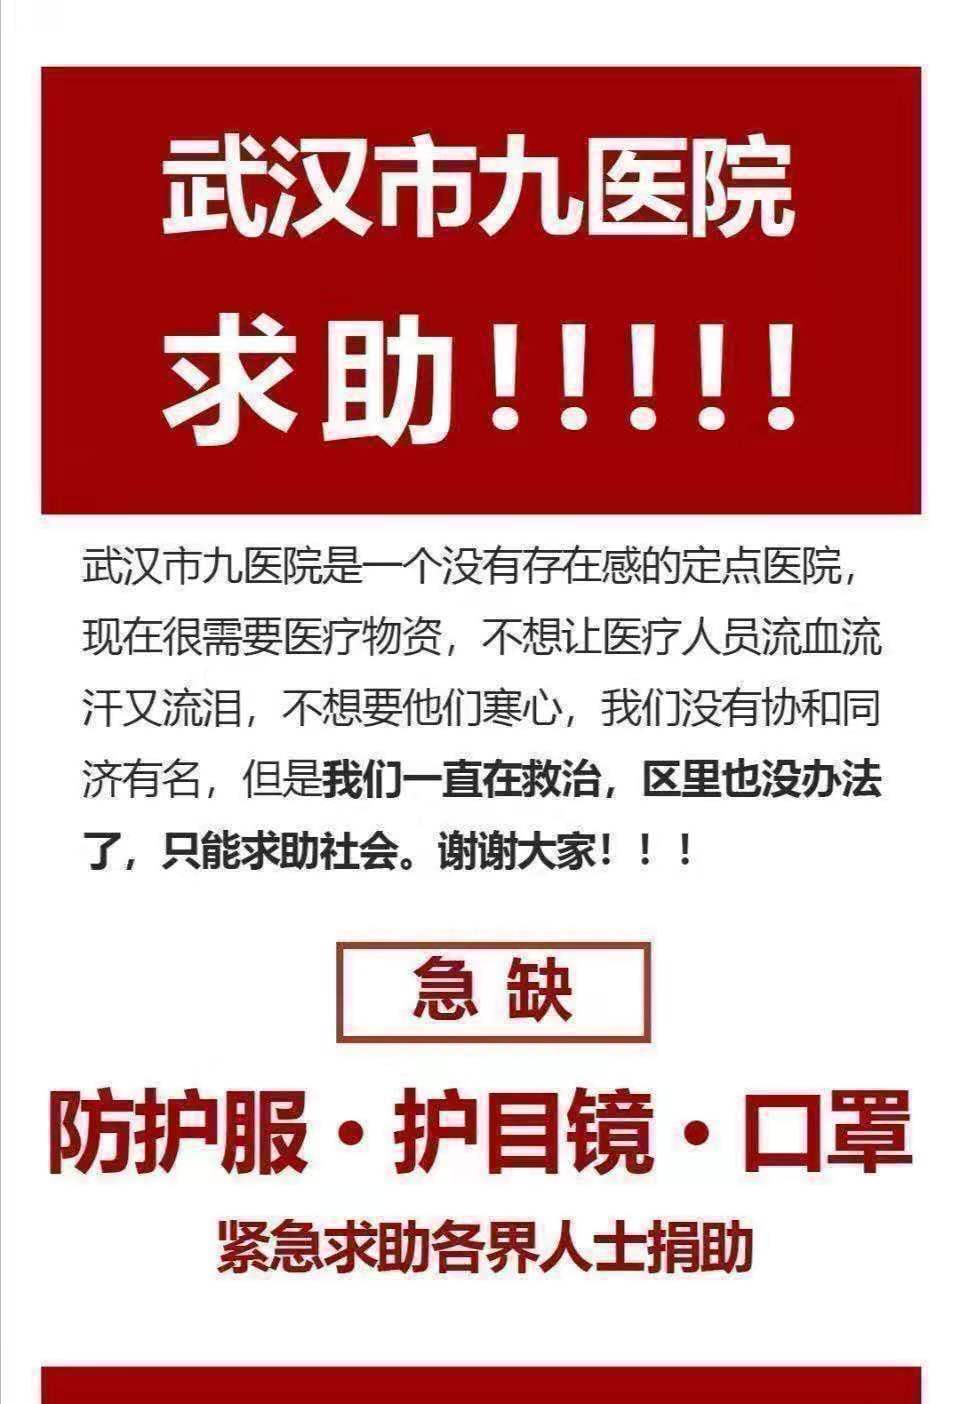 武汉市九医院
求助!!!!!
武汉市九医院是一个没有存在感的定点医院，
现在很需要医疗物资，不想让医疗人员流血流
汗又流泪，不想要他们寒心，我们没有协和同
济有名，但是我们一直在救治，区里也没办法
了，只能求助社会。谢谢大家！！！
急缺
防护服·护目镜·口罩
紧急求助各界人士捐助